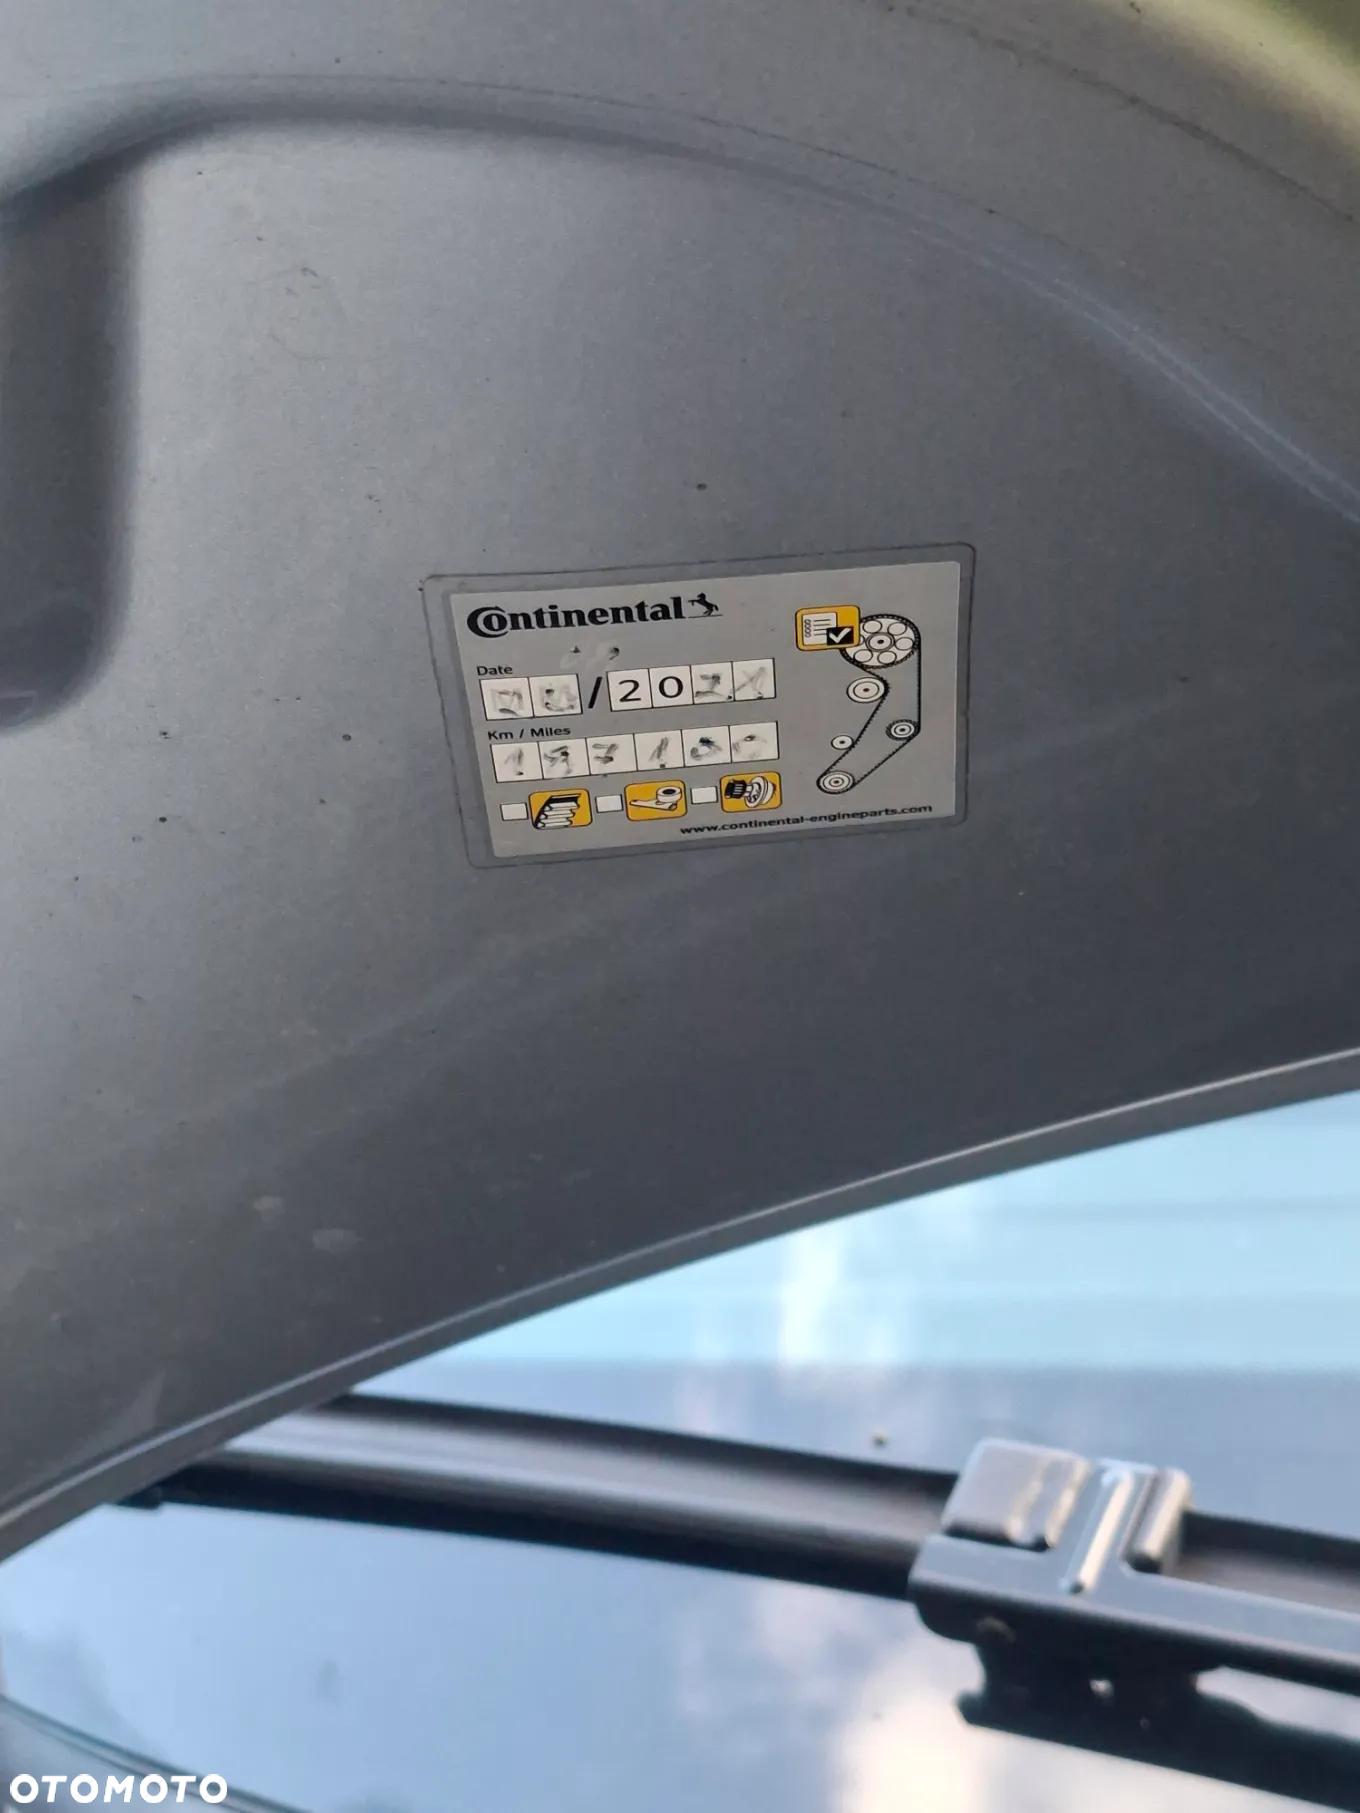 Continental
Date
/20
Km / Miles
www.continental-engineparts.com
OTOMOTO